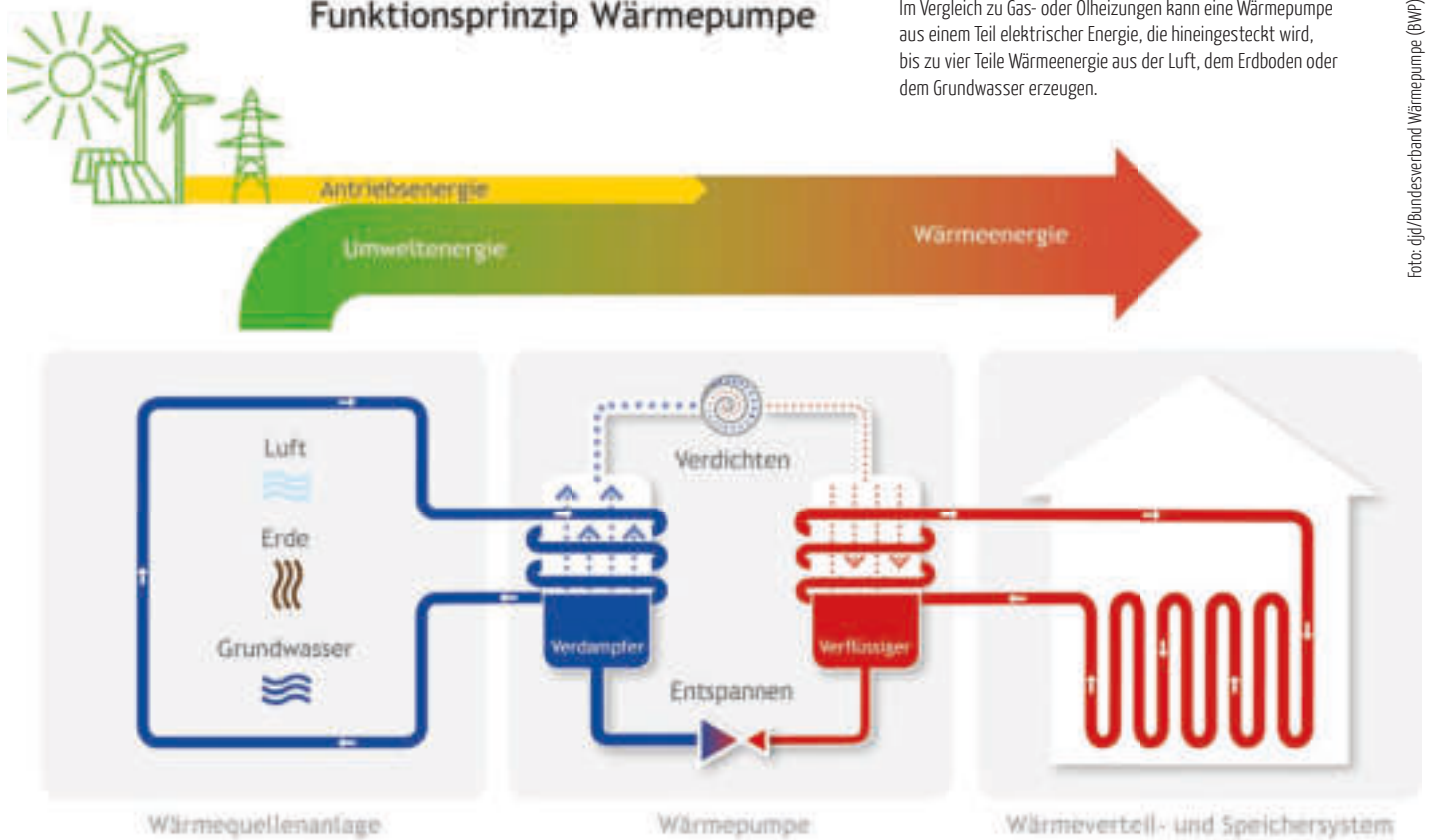 Funktionsprinzip Wärmepumpe
Im Vergleich zu Gas- oder Ölheizungen kann eine Wärmepumpe
aus einem Teil elektrischer Energie, die hineingesteckt wird,
bis zu vier Teile Wärmeenergie aus der Luft, dem Erdboden oder
dem Grundwasser erzeugen.
Foto: djd/Bundesverband Wärmepumpe (BWP)
Antriebsenergie
Umweltenergie
Wärmeenergie
Luft
Erde
Grundwasser
Verdichten
Verdampfer
Verflüssiger
Entspannen
Wärmequellenanlage
Wärmepumpe
Wärmeverteil- und Speichersystem